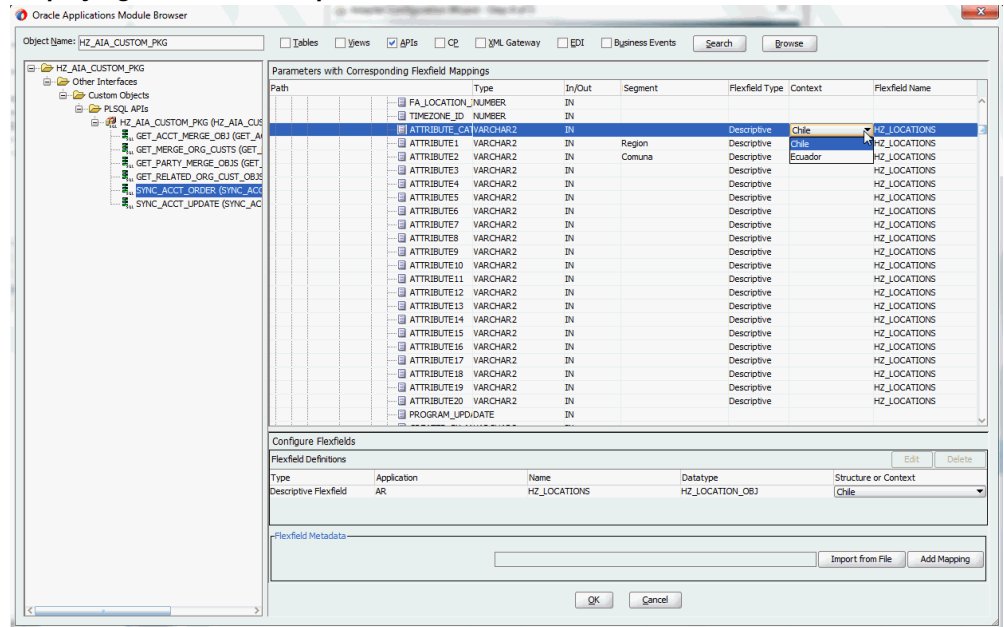 Oracle Applications Module Browser
Object Name: HZ_AIA_CUSTOM_PKG Tables Views APIs CP XML Gateway EDI Business Events Search Browse
HZ_AIA_CUSTOM_PKG
Other Interfaces
Custom Objects
PLSQL APIs
HZ_AIA_CUSTOM_PKG (HZ_AIA_CUS
GET_ACCT_MERGE_OBJ (GET_A
GET_MERGE_ORG_CUSTS (GET_
GET_PARTY_MERGE_OBJS (GET_
GET_RELATED_ORG_CUST_OBJS
SYNC_ACCT_ORDER (SYNC_ACC
SYNC_ACCT_UPDATE (SYNC_AC
Parameters with Corresponding Flexfield Mappings
Path Type In/Out Segment Flexfield Type Context Flexfield Name
FA_LOCATION_ NUMBER IN
TIMEZONE_ID NUMBER IN
ATTRIBUTE_CAT VARCHAR2 IN Descriptive Chile HZ_LOCATIONS
ATTRIBUTE1 VARCHAR2 IN Region Descriptive Chile HZ_LOCATIONS
ATTRIBUTE2 VARCHAR2 IN Comuna Descriptive Ecuador HZ_LOCATIONS
ATTRIBUTE3 VARCHAR2 IN Descriptive HZ_LOCATIONS
ATTRIBUTE4 VARCHAR2 IN Descriptive HZ_LOCATIONS
ATTRIBUTE5 VARCHAR2 IN Descriptive HZ_LOCATIONS
ATTRIBUTE6 VARCHAR2 IN Descriptive HZ_LOCATIONS
ATTRIBUTE7 VARCHAR2 IN Descriptive HZ_LOCATIONS
ATTRIBUTE8 VARCHAR2 IN Descriptive HZ_LOCATIONS
ATTRIBUTE9 VARCHAR2 IN Descriptive HZ_LOCATIONS
ATTRIBUTE10 VARCHAR2 IN Descriptive HZ_LOCATIONS
ATTRIBUTE11 VARCHAR2 IN Descriptive HZ_LOCATIONS
ATTRIBUTE12 VARCHAR2 IN Descriptive HZ_LOCATIONS
ATTRIBUTE13 VARCHAR2 IN Descriptive HZ_LOCATIONS
ATTRIBUTE14 VARCHAR2 IN Descriptive HZ_LOCATIONS
ATTRIBUTE15 VARCHAR2 IN Descriptive HZ_LOCATIONS
ATTRIBUTE16 VARCHAR2 IN Descriptive HZ_LOCATIONS
ATTRIBUTE17 VARCHAR2 IN Descriptive HZ_LOCATIONS
ATTRIBUTE18 VARCHAR2 IN Descriptive HZ_LOCATIONS
ATTRIBUTE19 VARCHAR2 IN Descriptive HZ_LOCATIONS
ATTRIBUTE20 VARCHAR2 IN Descriptive HZ_LOCATIONS
PROGRAM_UPD DATE IN
Configure Flexfields
Flexfield Definitions Edit Delete
Type Application Name Datatype Structure or Context
Descriptive Flexfield AR HZ_LOCATIONS HZ_LOCATION_OBJ Chile
Flexfield Metadata
Import from File Add Mapping
OK Cancel